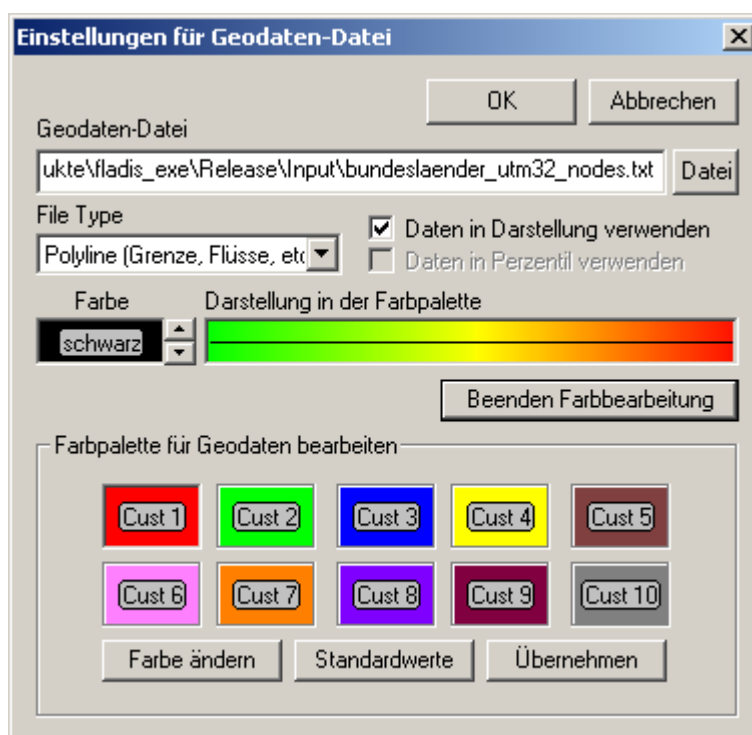 Einstellungen für Geodaten-Datei
OK Abbrechen
Geodaten-Datei
ukte\fladis_exe\Release\Input\bundeslaender_utm32_nodes.txt Datei
File Type
Daten in Darstellung verwenden
Polyline (Grenze, Flüsse, etc
Daten in Perzentil verwenden
Farbe Darstellung in der Farbpalette
schwarz
Beenden Farbbearbeitung
Farbpalette für Geodaten bearbeiten
Cust 1 Cust 2 Cust 3 Cust 4 Cust 5
Cust 6 Cust 7 Cust 8 Cust 9 Cust 10
Farbe ändern Standardwerte Übernehmen